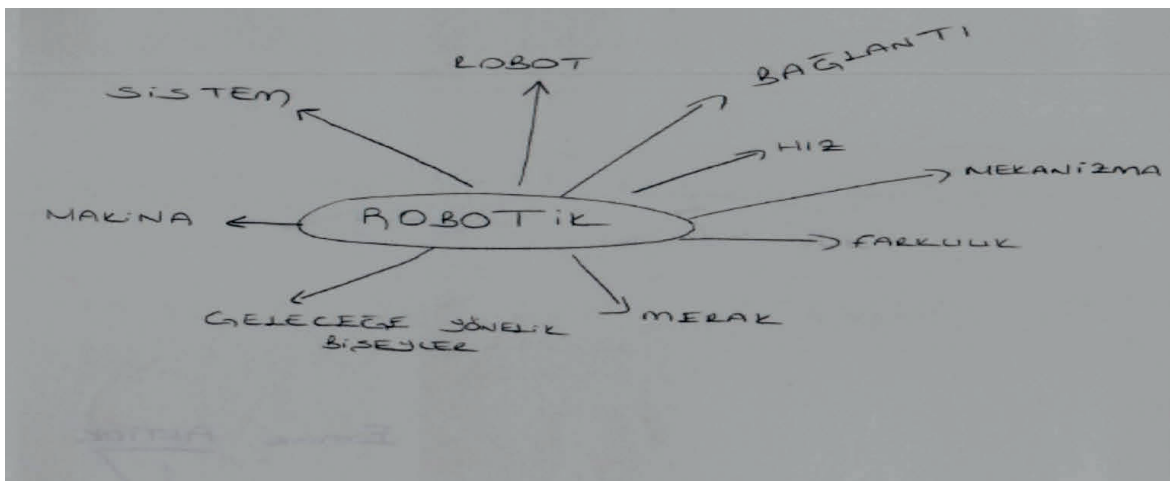 ROBOT
BAĞLANTI
SİSTEM
HIZ
MEKANİZMA
MAKİNA
ROBOTİK
FARKLILIK
GELECEĞE YÖNELİK
BİŞEYLER
MERAK